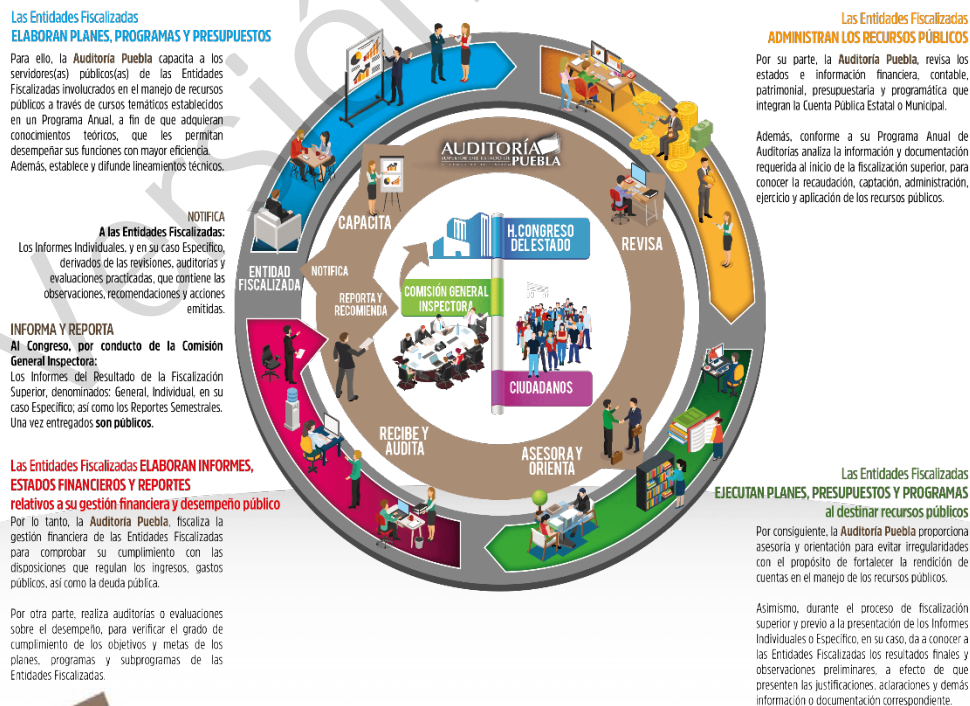 Las Entidades Fiscalizadas
ELABORAN PLANES, PROGRAMAS Y PRESUPUESTOS
Para ello, la Auditoría Puebla capacita a los
servidores(as) públicos(as) de las Entidades
Fiscalizadas involucrados en el manejo de recursos
públicos a través de cursos temáticos establecidos
en un Programa Anual, a fin de que adquieran
conocimientos teóricos, que les permitan
desempeñar sus funciones con mayor eficiencia.
Además, establece y difunde lineamientos técnicos.
NOTIFICA
A las Entidades Fiscalizadas:
Los Informes Individuales, y en su caso Específico,
derivados de las revisiones, auditorías y
evaluaciones practicadas, que contiene las
observaciones, recomendaciones y acciones
emitidas.
INFORMA Y REPORTA
Al Congreso, por conducto de la Comisión
General Inspectora:
Los Informes del Resultado de la Fiscalización
Superior, denominados: General, Individual, en su
caso Específico; así como los Reportes Semestrales.
Una vez entregados son públicos.
Las Entidades Fiscalizadas ELABORAN INFORMES,
ESTADOS FINANCIEROS Y REPORTES
relativos a su gestión financiera y desempeño público
Por lo tanto, la Auditoría Puebla, fiscaliza la
gestión financiera de las Entidades Fiscalizadas
para comprobar su cumplimiento con las
disposiciones que regulan los ingresos, gastos
públicos, así como la deuda pública.
Por otra parte, realiza auditorías o evaluaciones
sobre el desempeño, para verificar el grado de
cumplimiento de los objetivos y metas de los
planes, programas y subprogramas de las
Entidades Fiscalizadas.
AUDITORÍA
PUEBLA
CAPACITA
REVISA
ENTIDAD
FISCALIZADA
NOTIFICA
REPORTA Y
RECOMIENDA
H. CONGRESO
DEL ESTADO
COMISIÓN GENERAL
INSPECTORA
CIUDADANOS
RECIBE Y
AUDITA
ASESORA Y
ORIENTA
Las Entidades Fiscalizadas
ADMINISTRAN LOS RECURSOS PÚBLICOS
Por su parte, la Auditoría Puebla, revisa los
estados e información financiera, contable,
patrimonial, presupuestaria y programática que
integran la Cuenta Pública Estatal o Municipal.
Además, conforme a su Programa Anual de
Auditorías analiza la información y documentación
requerida al inicio de la fiscalización superior, para
conocer la recaudación, captación, administración,
ejercicio y aplicación de los recursos públicos.
Las Entidades Fiscalizadas
EJECUTAN PLANES, PRESUPUESTOS Y PROGRAMAS
al destinar recursos públicos
Por consiguiente, la Auditoría Puebla proporciona
asesoría y orientación para evitar irregularidades
con el propósito de fortalecer la rendición de
cuentas en el manejo de los recursos públicos.
Asimismo, durante el proceso de fiscalización
superior y previo a la presentación de los Informes
Individuales o Específico, en su caso, da a conocer a
las Entidades Fiscalizadas los resultados finales y
observaciones preliminares, a efecto de que
presenten las justificaciones, aclaraciones y demás
información o documentación correspondiente.